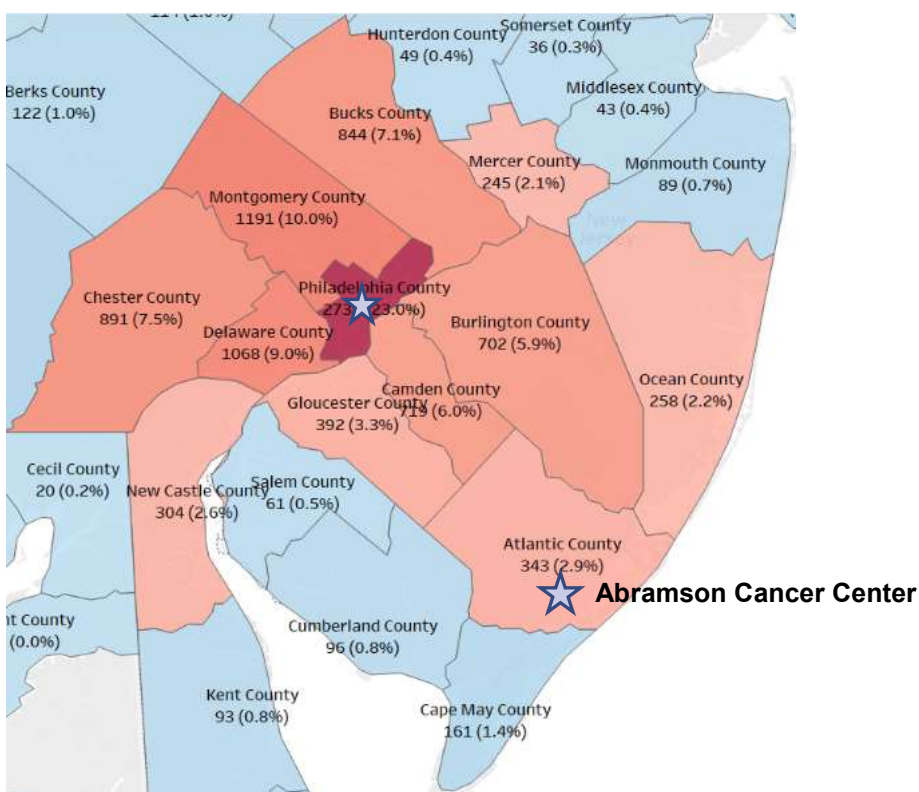 Hunterdon County
49 (0.4%)
Somerset County
36 (0.3%)
Berks County
122 (1.0%)
Middlesex County
43 (0.4%)
Bucks County
844 (7.1%)
Mercer County
245 (2.1%)
Monmouth County
89 (0.7%)
Montgomery County
1191 (10.0%)
New
Jersey
Philadelphia County
23.0%)
Chester County
891 (7.5%)
Delaware County
1068 (9.0%)
Burlington County
702 (5.9%)
Ocean County
258 (2.2%)
Camden County
719 (6.0%)
Gloucester County
392 (3.3%)
Cecil County
20 (0.2%)
New Castle County
304 (2.6%)
Salem County
61 (0.5%)
Atlantic County
343 (2.9%)
Abramson Cancer Center
County
(0.0%)
Cumberland County
96 (0.8%)
Kent County
93 (0.8%)
Cape May County
161 (1.4%)